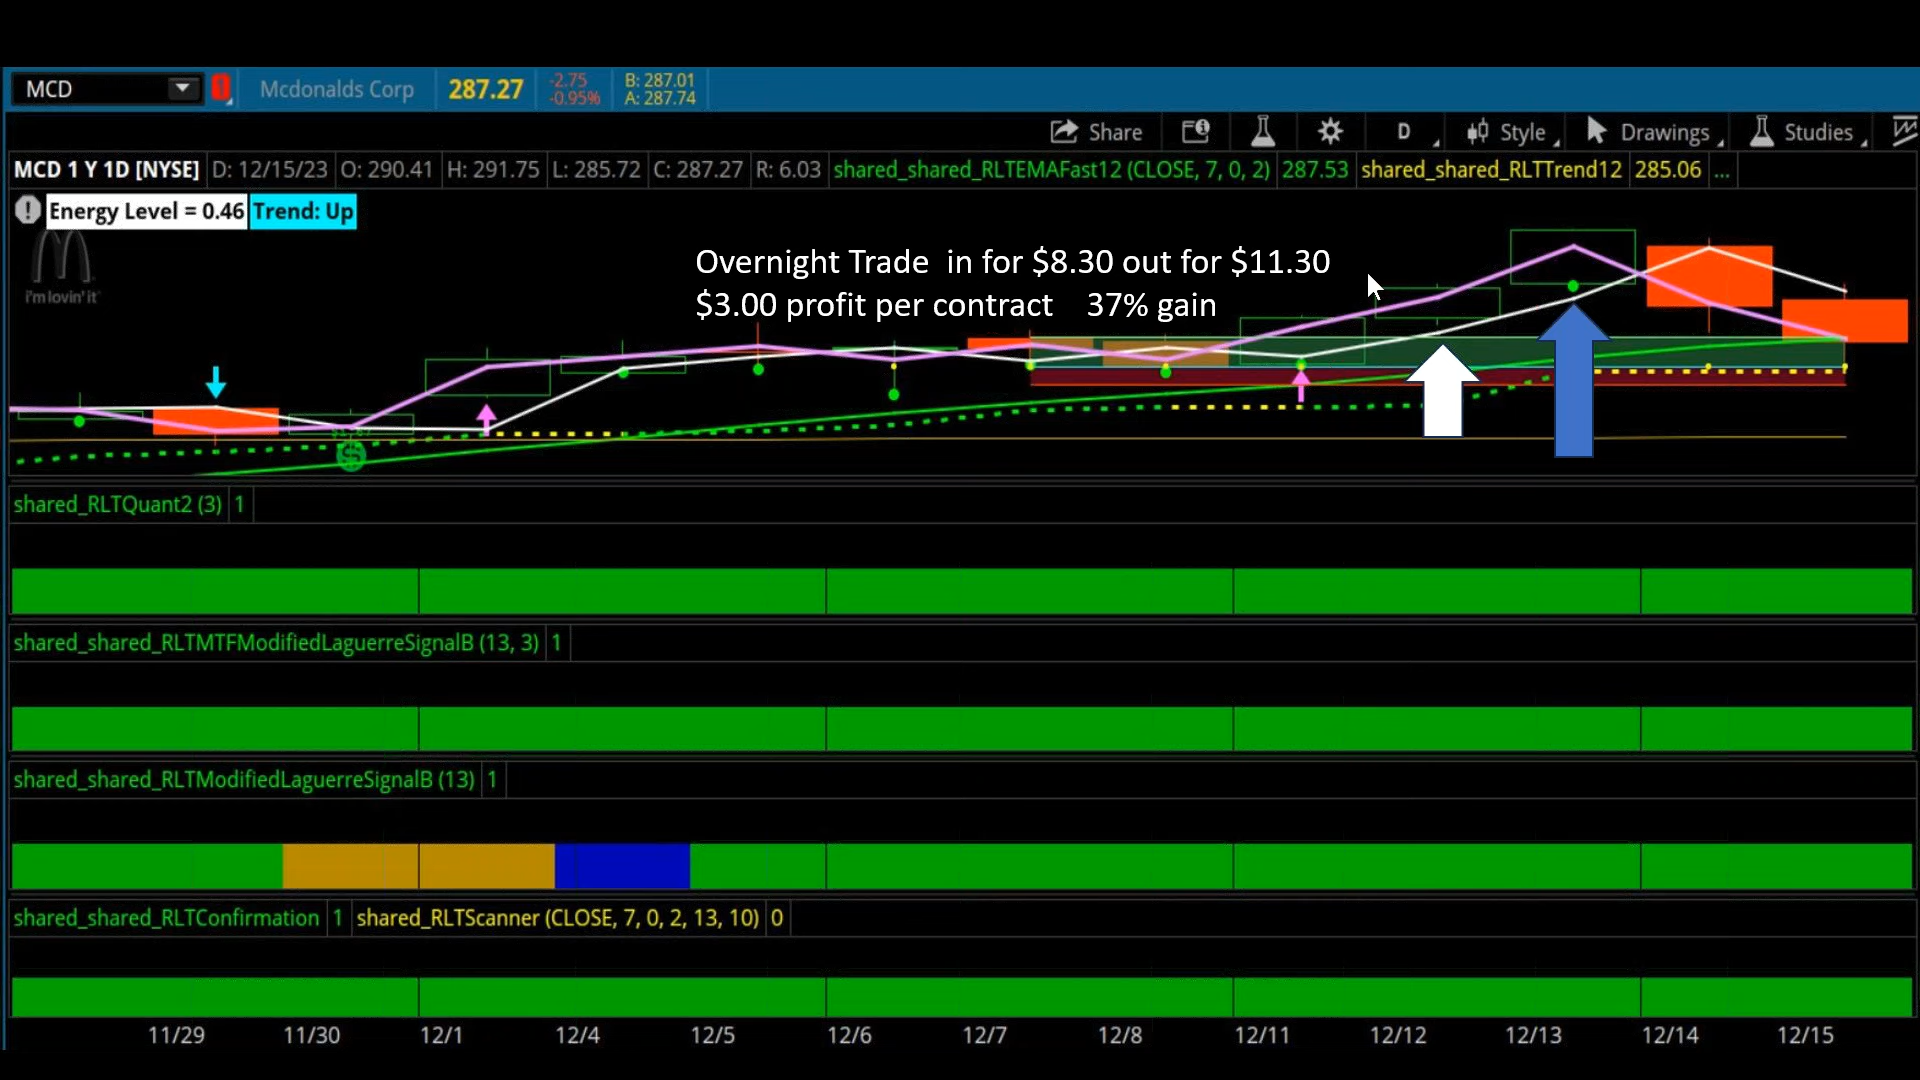 MCD
Mcdonalds Corp
287.27
-2.75
-0.95%
B: 287.01
A: 287.74
Share
D
Style
Drawings
Studies
MCD 1 Y 1D [NYSE] D: 12/15/23 O: 290.41 H: 291.75 L: 285.72 C: 287.27 R: 6.03 shared_shared_RLTEMAFast12 (CLOSE, 7, 0, 2) 287.53 shared_shared_RLTTrend12 285.06 ...
Energy Level = 0.46 Trend: Up
i'm lovin' it
Overnight Trade in for $8.30 out for $11.30
$3.00 profit per contract 37% gain
shared_RLTQuant2 (3) 1
shared_shared_RLTMTFModifiedLaguerreSignalB (13, 3) 1
shared_shared_RLTModifiedLaguerreSignalB (13) 1
shared_shared_RLTConfirmation 1 shared_RLTScanner (CLOSE, 7, 0, 2, 13, 10) 0
11/29 11/30 12/1 12/4 12/5 12/6 12/7 12/8 12/11 12/12 12/13 12/14 12/15